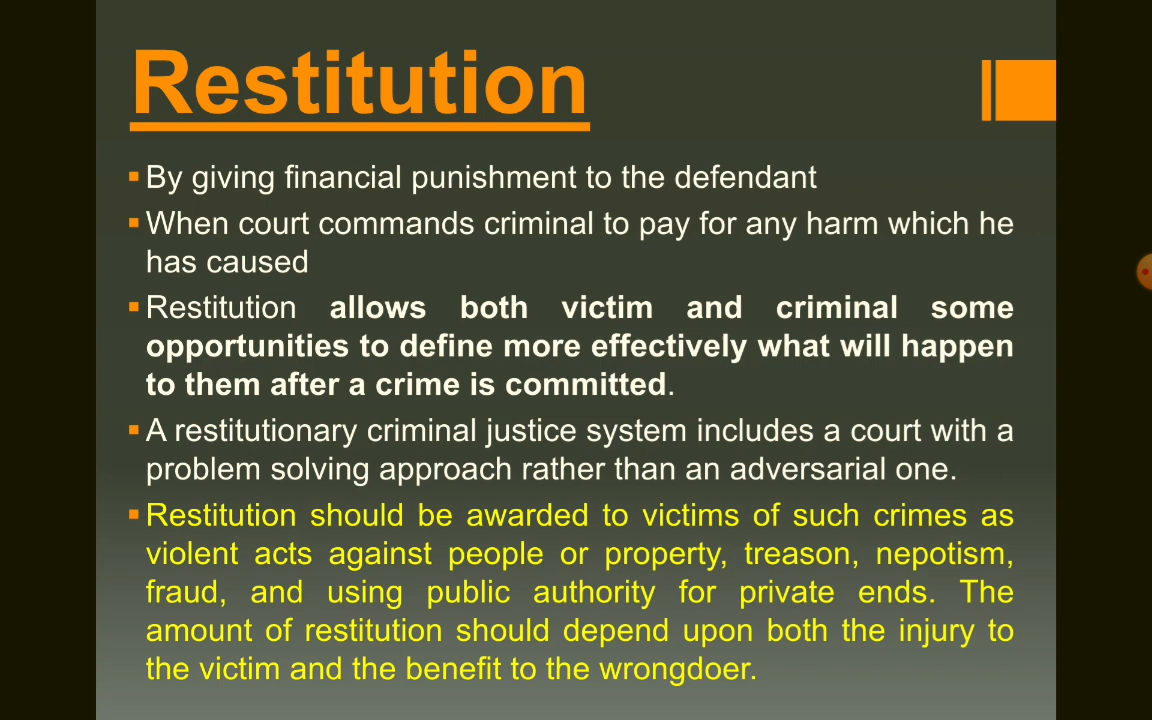 Restitution
By giving financial punishment to the defendant
When court commands criminal to pay for any harm which he
has caused
Restitution allows both victim and criminal some
opportunities to define more effectively what will happen
to them after a crime is committed.
A restitutionary criminal justice system includes a court with a
problem solving approach rather than an adversarial one.
Restitution should be awarded to victims of such crimes as
violent acts against people or property, treason, nepotism,
fraud, and using public authority for private ends. The
amount of restitution should depend upon both the injury to
the victim and the benefit to the wrongdoer.